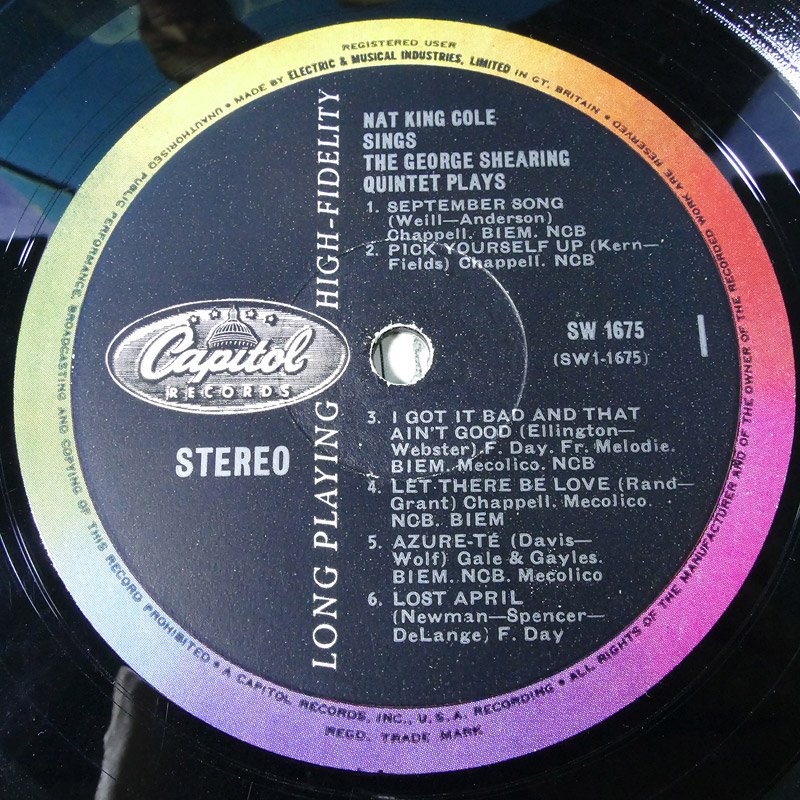 REGISTERED USER
• MADE BY ELECTRIC & MUSICAL INDUSTRIES, LIMITED IN GT. BRITAIN •
ALL RIGHTS OF THE MANUFACTURER AND OF THE OWNER OF THE RECORDED WORK ARE RESERVED
UNAUTHORISED PUBLIC PERFORMANCE, BROADCASTING AND COPYING OF THIS RECORD PROHIBITED •
A CAPITOL RECORDS, INC., U.S.A. RECORDING •
REGD. TRADE MARK
LONG PLAYING HIGH-FIDELITY
NAT KING COLE
SINGS
THE GEORGE SHEARING
QUINTET PLAYS
1. SEPTEMBER SONG
(Weill—Anderson)
Chappell. BIEM. NCB
2. PICK YOURSELF UP (Kern—
Fields) Chappell. NCB
Capitol
RECORDS
STEREO
SW 1675
(SW1-1675)
1
3. I GOT IT BAD AND THAT
AIN'T GOOD (Ellington—
Webster) F. Day. Fr. Melodie.
BIEM. Mecolico. NCB
4. LET THERE BE LOVE (Rand—
Grant) Chappell. Mecolico.
NCB. BIEM
5. AZURE-TÉ (Davis—
Wolf) Gale & Gayles.
BIEM. NCB. Mecolico
6. LOST APRIL
(Newman—Spencer—
DeLange) F. Day